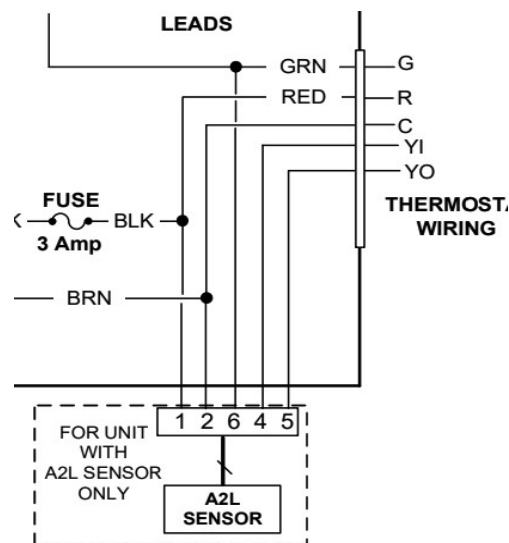 LEADS
GRN
G
RED
R
C
YI
YO
FUSE
BLK
3 Amp
WIRING
BRN
1 2 6 4 5
FOR UNIT
WITH
A2L SENSOR
ONLY
A2L
SENSOR